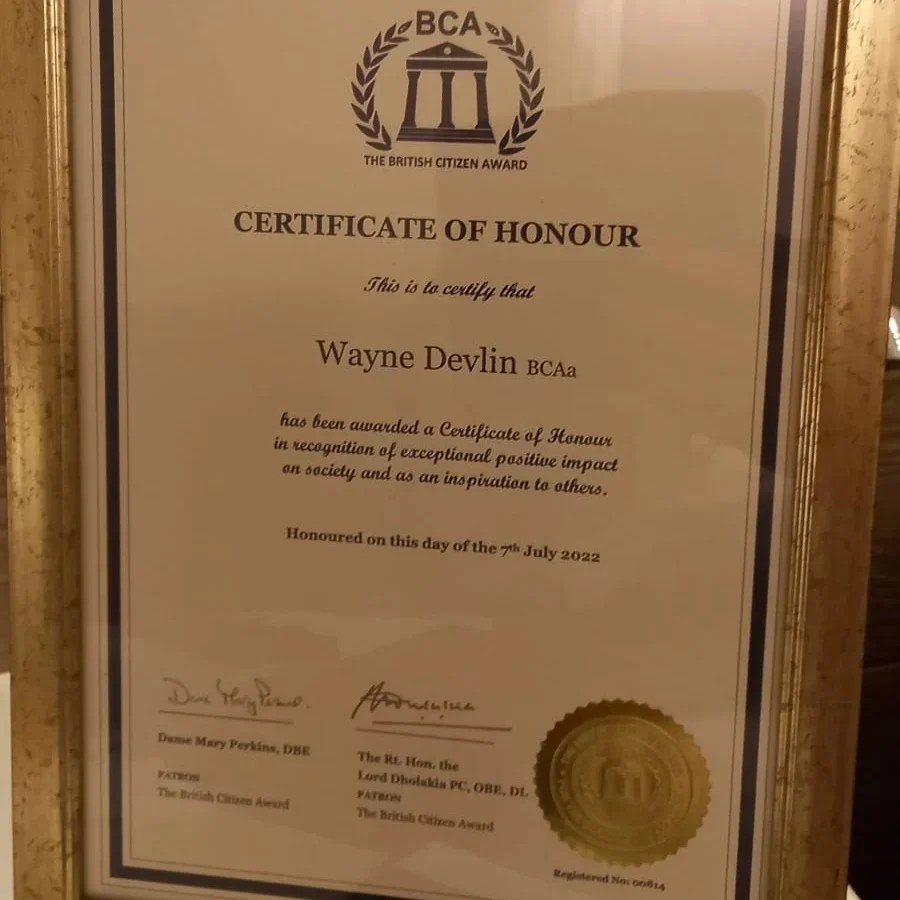 BCA
THE BRITISH CITIZEN AWARD
CERTIFICATE OF HONOUR
This is to certify that
Wayne Devlin BCAa
has been awarded a Certificate of Honour
in recognition of exceptional positive impact
on society and as an inspiration to others.
Honoured on this day of the 7th July 2022
Dame Mary Perkins.
Dame Mary Perkins, DBE
PATRON
The British Citizen Award
The Rt. Hon. the
Lord Dholakia PC, OBE, DL
PATRON
The British Citizen Award
Registered No: 00814